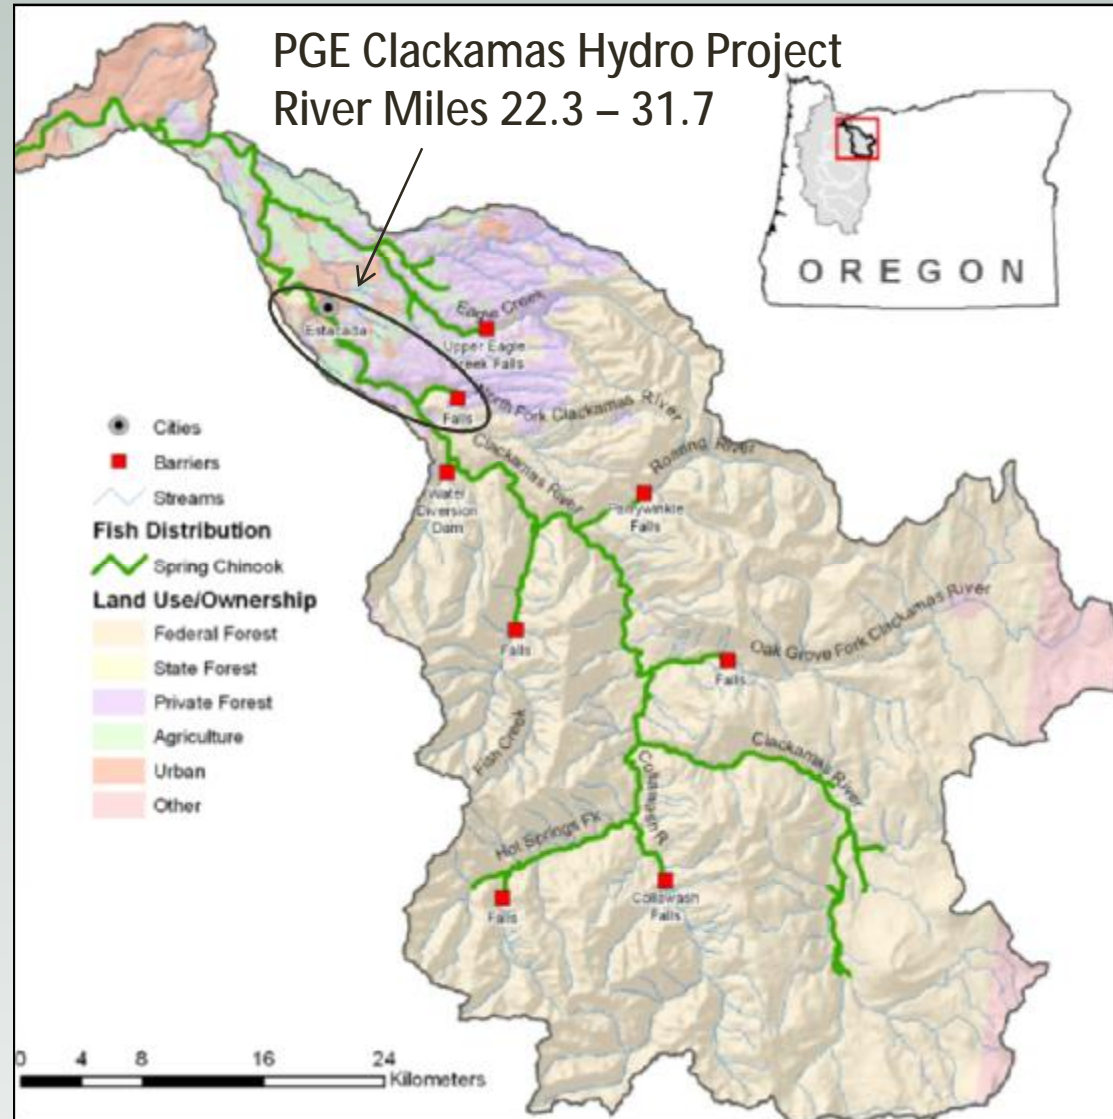 PGE Clackamas Hydro Project
River Miles 22.3 – 31.7
OREGON
Eagle Creek
Estacada
Upper Eagle
Creek Falls
North Fork Clackamas River
Falls
Clackamas River
Roaring River
Water
Diversion
Dam
Perrywinkle
Falls
Cities
Barriers
Streams
Fish Distribution
Spring Chinook
Land Use/Ownership
Federal Forest
State Forest
Private Forest
Agriculture
Urban
Other
Falls
Oak Grove Fork Clackamas River
Falls
Fish Creek
Clackamas River
Collawash R
Hot Springs Fk
Falls
Collawash
Falls
0 4 8 16 24
Kilometers